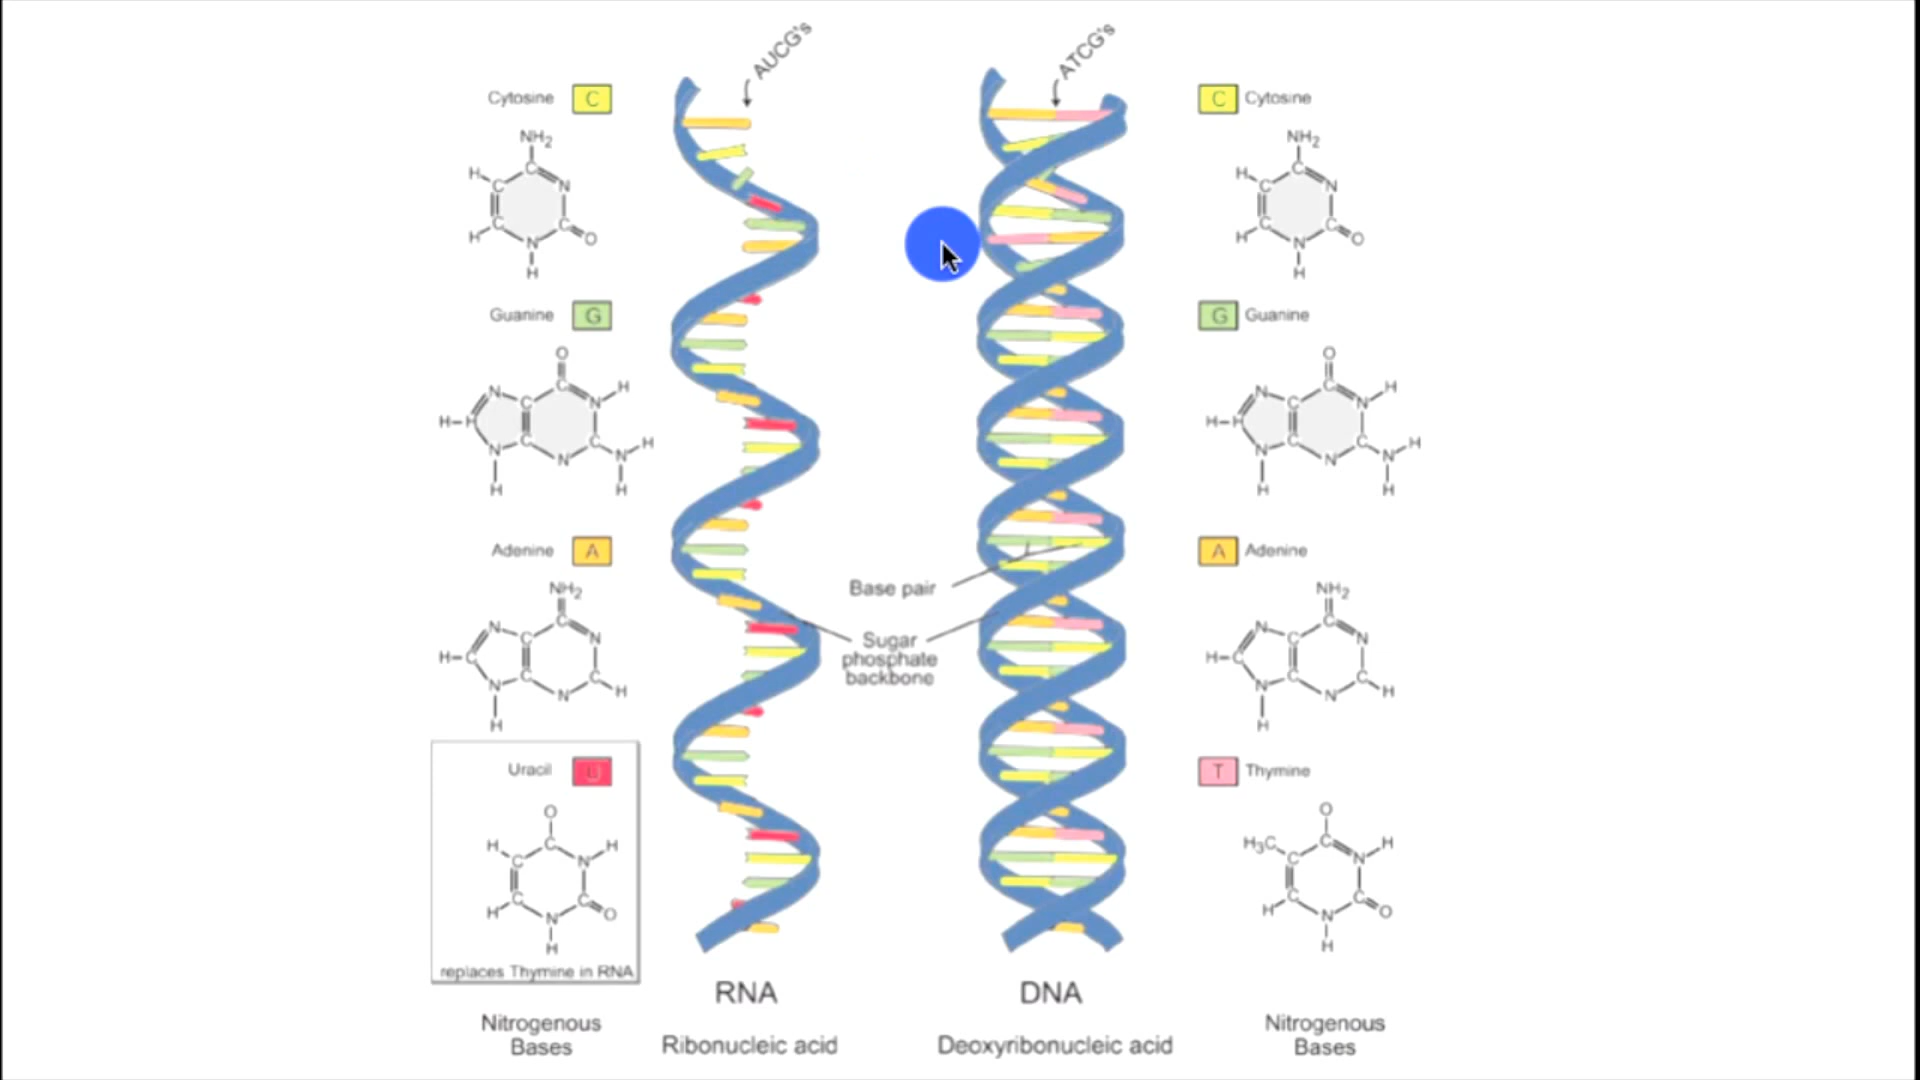 AUCG's
ATCG's
Cytosine C
NH2
H
C
N
H
C
C
N
O
H
Guanine G
O
H
N
C
C
N
H
H
C
N
C
N
C
N
H
H
H
Adenine A
NH2
N
C
C
N
H
C
N
C
N
C
H
H
Uracil U
O
H
C
C
N
H
H
C
N
C
O
H
replaces Thymine in RNA
Nitrogenous
Bases
Base pair
Sugar
phosphate
backbone
RNA
Ribonucleic acid
DNA
Deoxyribonucleic acid
C Cytosine
NH2
H
C
C
N
H
C
C
N
O
H
G Guanine
O
H
N
C
C
N
H
H
N
C
C
N
N
H
H
H
A Adenine
NH2
N
C
C
N
H
C
N
C
N
C
H
H
T Thymine
O
H3C
C
C
N
H
H
C
N
C
O
H
Nitrogenous
Bases